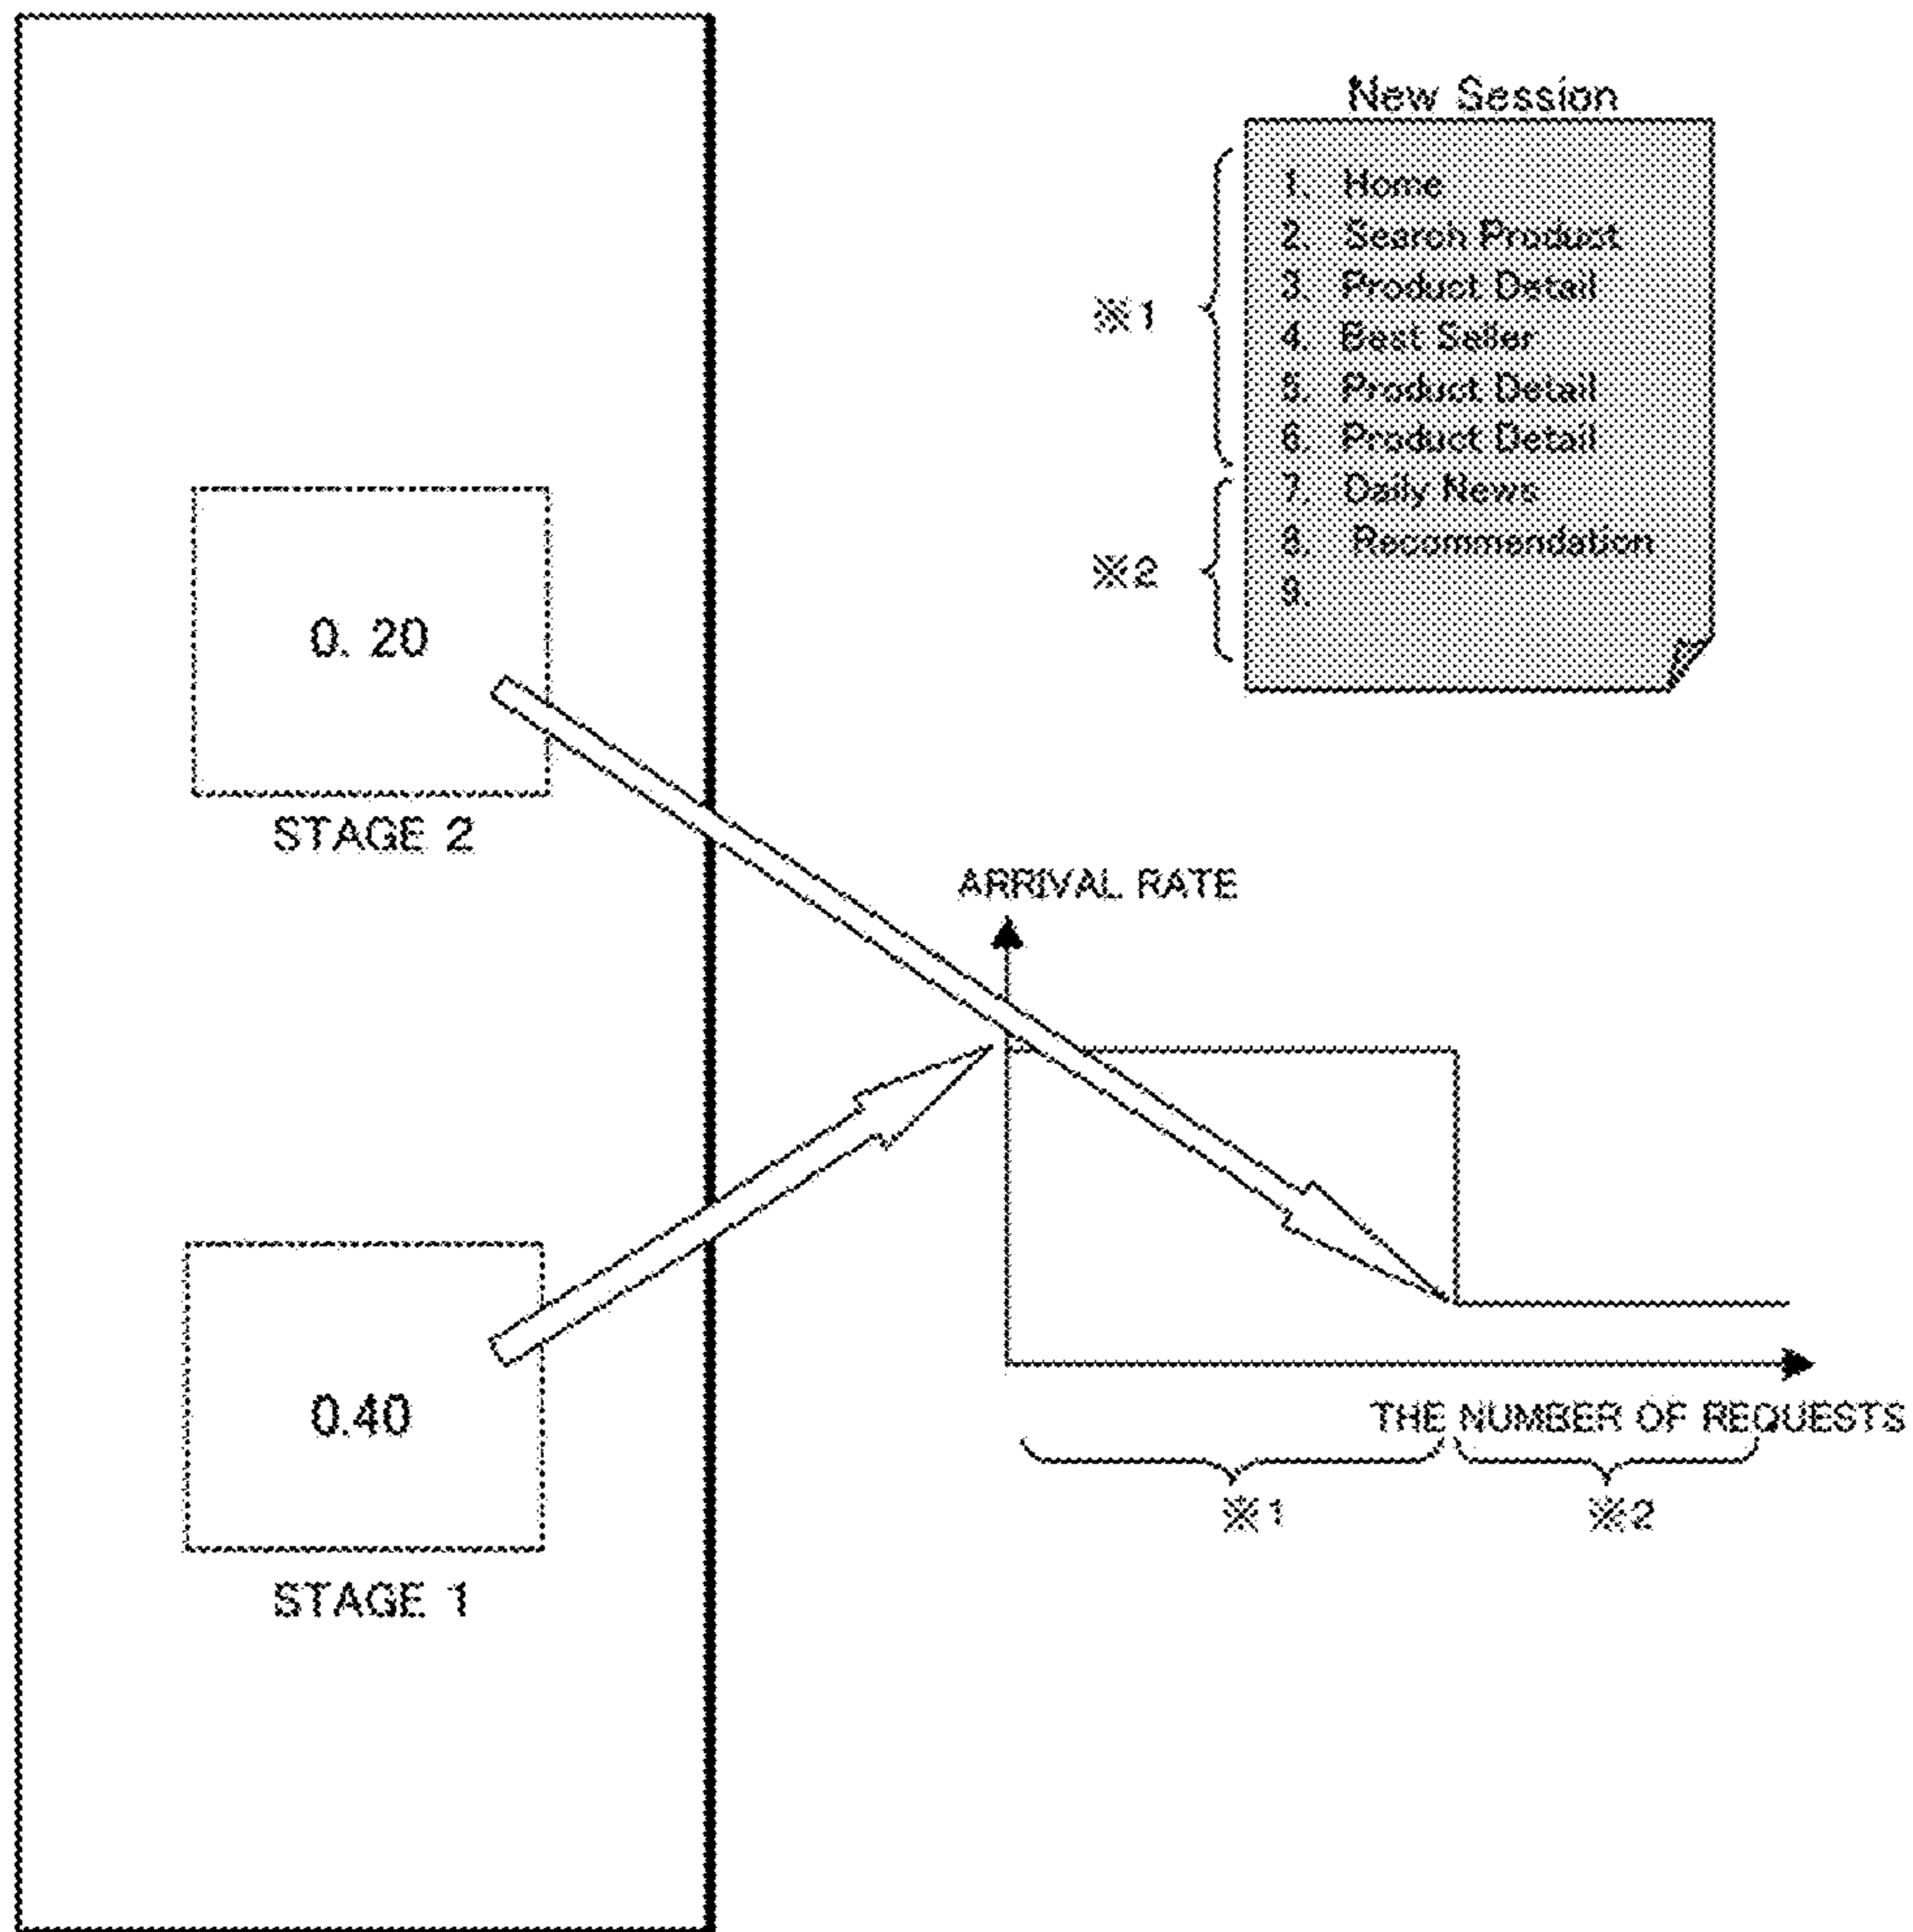 New Session
1. Home
2. Search Product
3. Product Detail
※1
4. Best Seller
5. Product Detail
6. Product Detail
7. Daily News
8. Recommendation
※2
9.
0. 20
STAGE 2
ARRIVAL RATE
0.40
STAGE 1
THE NUMBER OF REQUESTS
※1
※2